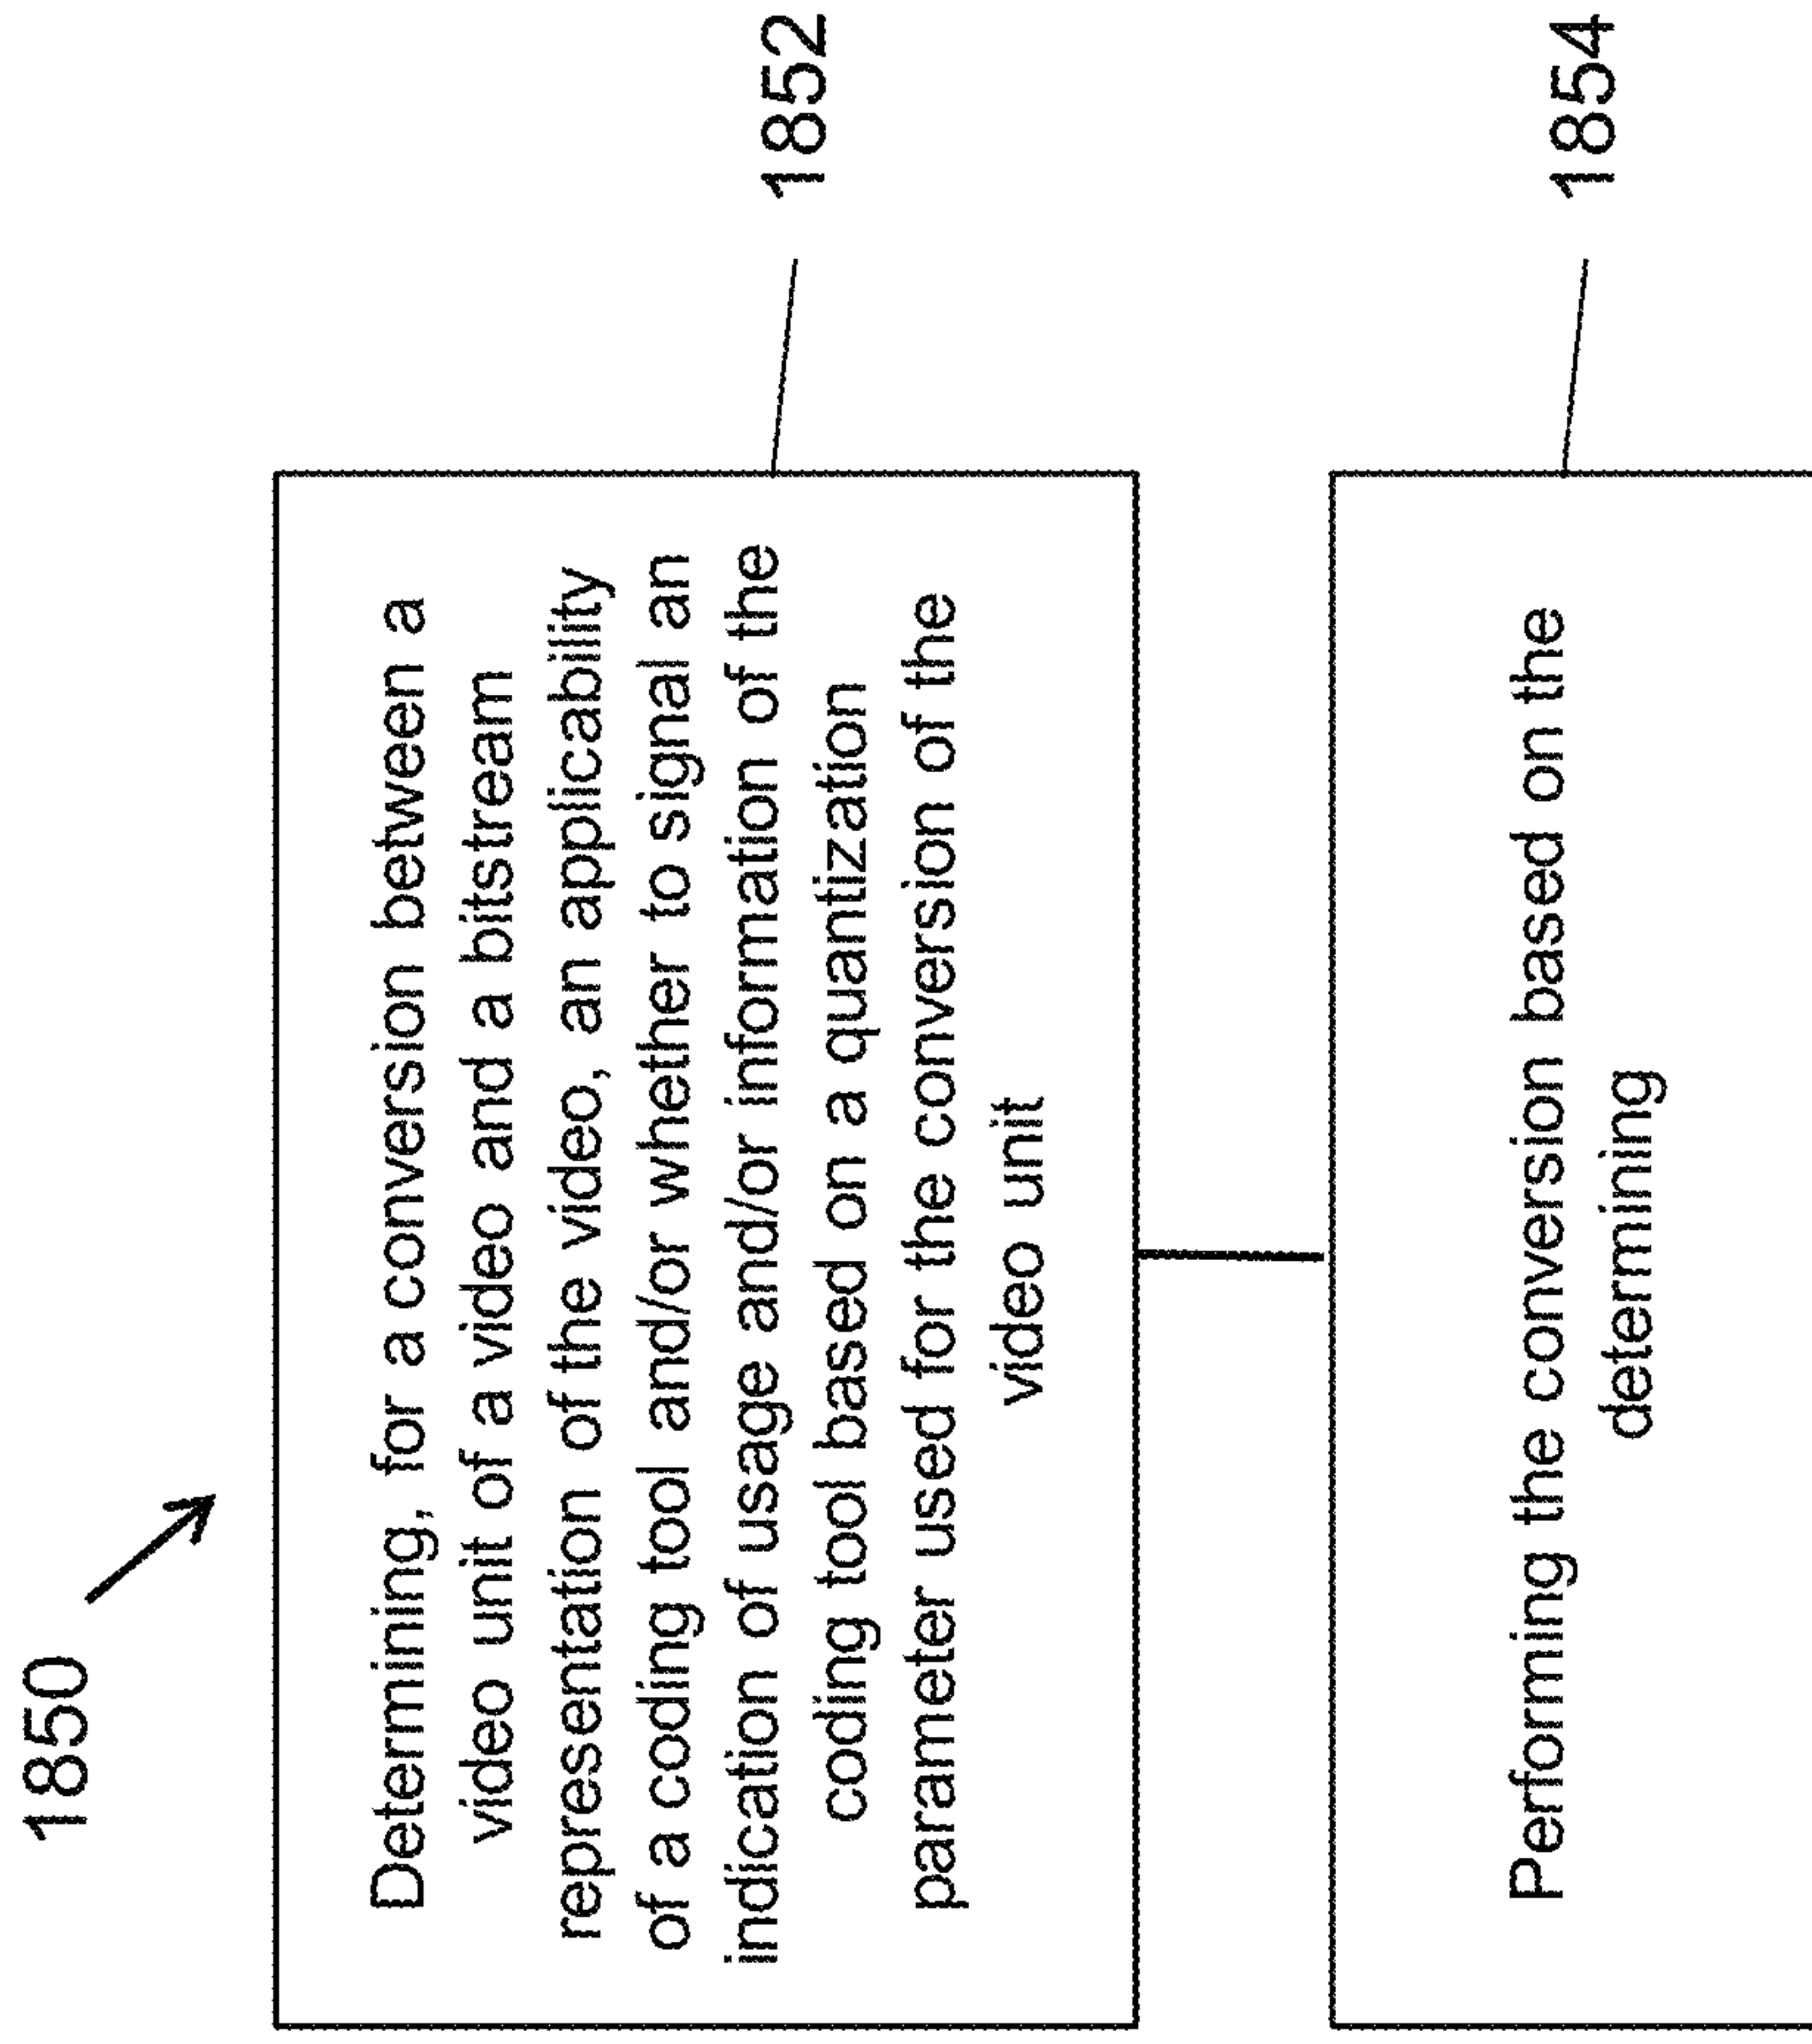 1850
Determining, for a conversion between a
video unit of a video and a bitstream
representation of the video, an applicability
of a coding tool and/or whether to signal an
indication of usage and/or information of the
coding tool based on a quantization
parameter used for the conversion of the
video unit
1852
Performing the conversion based on the
determining
1854